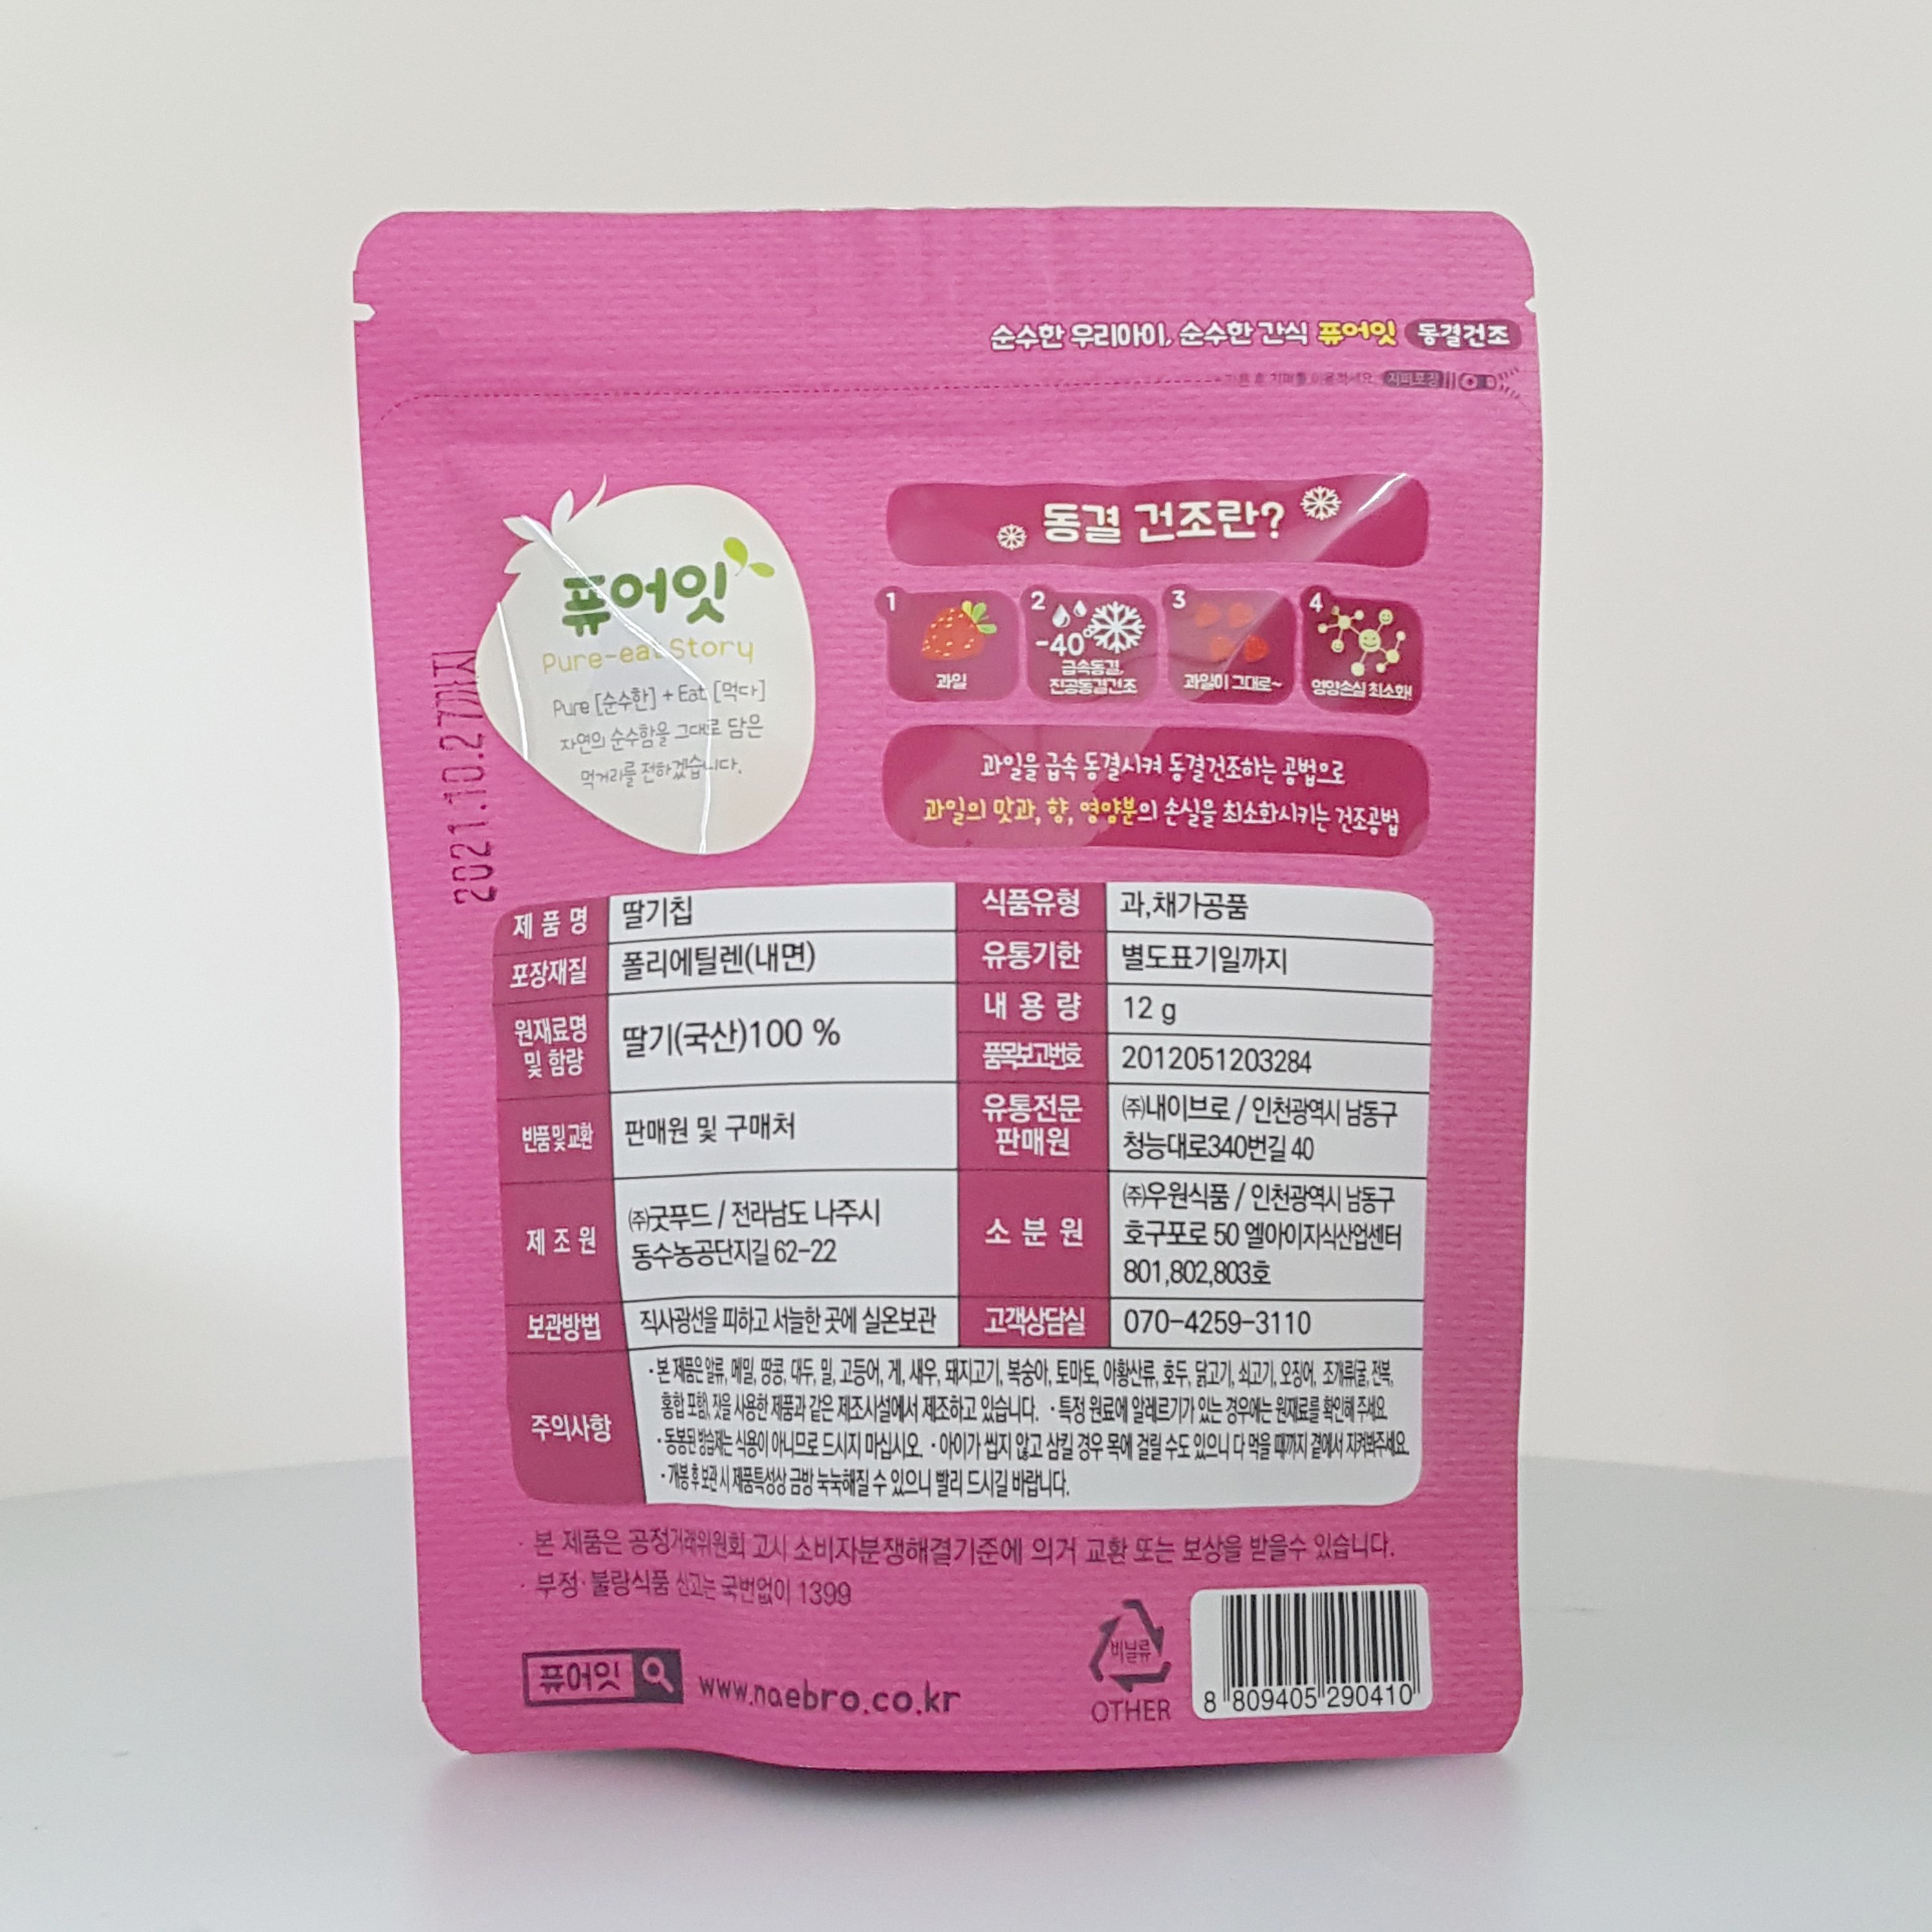 순수한 우리아이, 순수한 간식 퓨어잇 동결건조
지퍼를 이용하세요 지퍼포장
퓨어잇
Pure-eat Story
Pure [순수한] + Eat [먹다]
자연의 순수함을 그대로 담은
먹거리를 전하겠습니다.
2021.10.27까지
동결 건조란?
1
과일
2
-40°
급속동결,
진공동결건조
3
과일이 그대로~
4
영양손실 최소화!
과일을 급속 동결시켜 동결건조하는 공법으로
과일의 맛과, 향, 영양분의 손실을 최소화시키는 건조공법
제 품 명 딸기칩
식품유형 과,채가공품
포장재질 폴리에틸렌(내면)
유통기한 별도표기일까지
원재료명
및 함량
딸기(국산)100 %
내 용 량 12 g
품목보고번호 2012051203284
반품및교환 판매원 및 구매처
유통전문
판매원
㈜내이브로 / 인천광역시 남동구
청능대로340번길 40
제 조 원
㈜굿푸드 / 전라남도 나주시
동수농공단지길 62-22
소 분 원
㈜우원식품 / 인천광역시 남동구
호구포로 50 엘아이지식산업센터
801,802,803호
보관방법 직사광선을 피하고 서늘한 곳에 실온보관
고객상담실 070-4259-3110
주의사항
·본 제품은 알류, 메밀, 땅콩, 대두, 밀, 고등어, 게, 새우, 돼지고기, 복숭아, 토마토, 아황산류, 호두, 닭고기, 쇠고기, 오징어, 조개류(굴, 전복,
홍합 포함), 잣을 사용한 제품과 같은 제조시설에서 제조하고 있습니다. ·특정 원료에 알레르기가 있는 경우에는 원재료를 확인해 주세요.
·동봉된 방습제는 식용이 아니므로 드시지 마십시오. ·아이가 씹지 않고 삼킬 경우 목에 걸릴 수도 있으니 다 먹을 때까지 곁에서 지켜봐주세요.
·개봉 후 보관 시 제품특성상 금방 눅눅해질 수 있으니 빨리 드시길 바랍니다.
· 본 제품은 공정거래위원회 고시 소비자분쟁해결기준에 의거 교환 또는 보상을 받을수 있습니다.
· 부정·불량식품 신고는 국번없이 1399
퓨어잇 www.naebro.co.kr
비닐류
OTHER
8 809405 290410